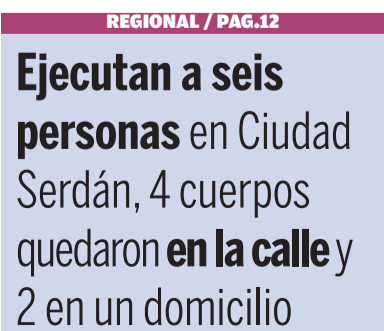 REGIONAL / PAG.12
Ejecutan a seis
personas en Ciudad
Serdán, 4 cuerpos
quedaron en la calle y
2 en un domicilio